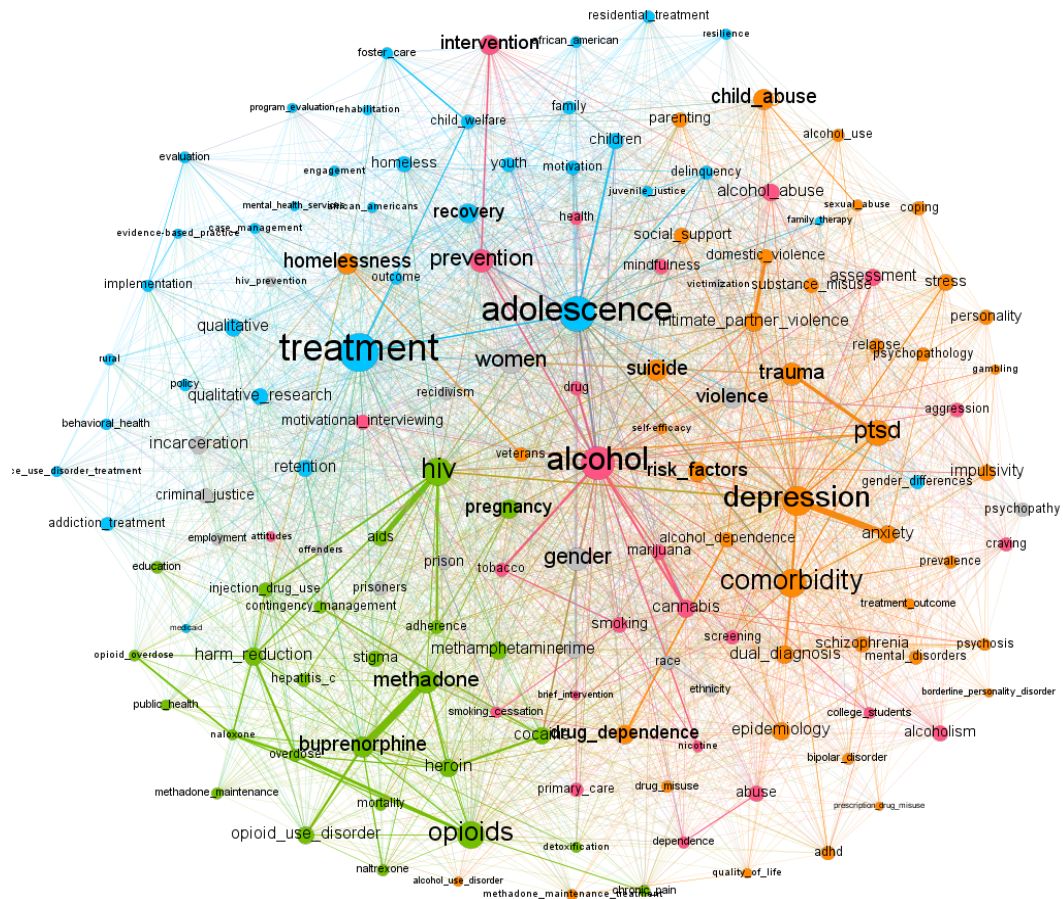 residential_treatment
resilience
intervention
african_american
foster_care
child_abuse
program_evaluation
rehabilitation
family
parenting
child_welfare
alcohol_use
children
evaluation
homeless
youth
motivation
engagement
delinquency
juvenile_justice
alcohol_abuse
mental_health_services
african_americans
recovery
sexual_abuse
coping
health
family_therapy
case_management
evidence-based_practice
social_support
homelessness
prevention
domestic_violence
mindfulness
outcome
assessment
implementation
hiv_prevention
victimization
substance_misuse
stress
adolescence
qualitative
intimate_partner_violence
personality
treatment
women
relapse
psychopathology
rural
suicide
trauma
gambling
policy
drug
recidivism
qualitative_research
violence
aggression
motivational_interviewing
behavioral_health
self-efficacy
ptsd
incarceration
veterans
alcohol
retention
hiv
risk_factors
impulsivity
ce_use_disorder_treatment
gender_differences
criminal_justice
depression
pregnancy
psychopathy
addiction_treatment
employment
attitudes
aids
alcohol_dependence
anxiety
craving
offenders
gender
marijuana
prison
tobacco
prevalence
education
injection_drug_use
prisoners
comorbidity
contingency_management
cannabis
treatment_outcome
medicaid
adherence
smoking
screening
methamphetamine
rime
schizophrenia
psychosis
opioid_overdose
harm_reduction
stigma
dual_diagnosis
mental_disorders
race
hepatitis_c
methadone
brief_intervention
ethnicity
borderline_personality_disorder
public_health
smoking_cessation
college_students
naloxone
cocaine
drug_dependence
epidemiology
alcoholism
buprenorphine
nicotine
overdose
heroin
bipolar_disorder
methadone_maintenance
primary_care
drug_misuse
abuse
mortality
prescription_drug_misuse
opioid_use_disorder
opioids
dependence
detoxification
adhd
naltrexone
quality_of_life
alcohol_use_disorder
chronic_pain
methadone_maintenance_treatment